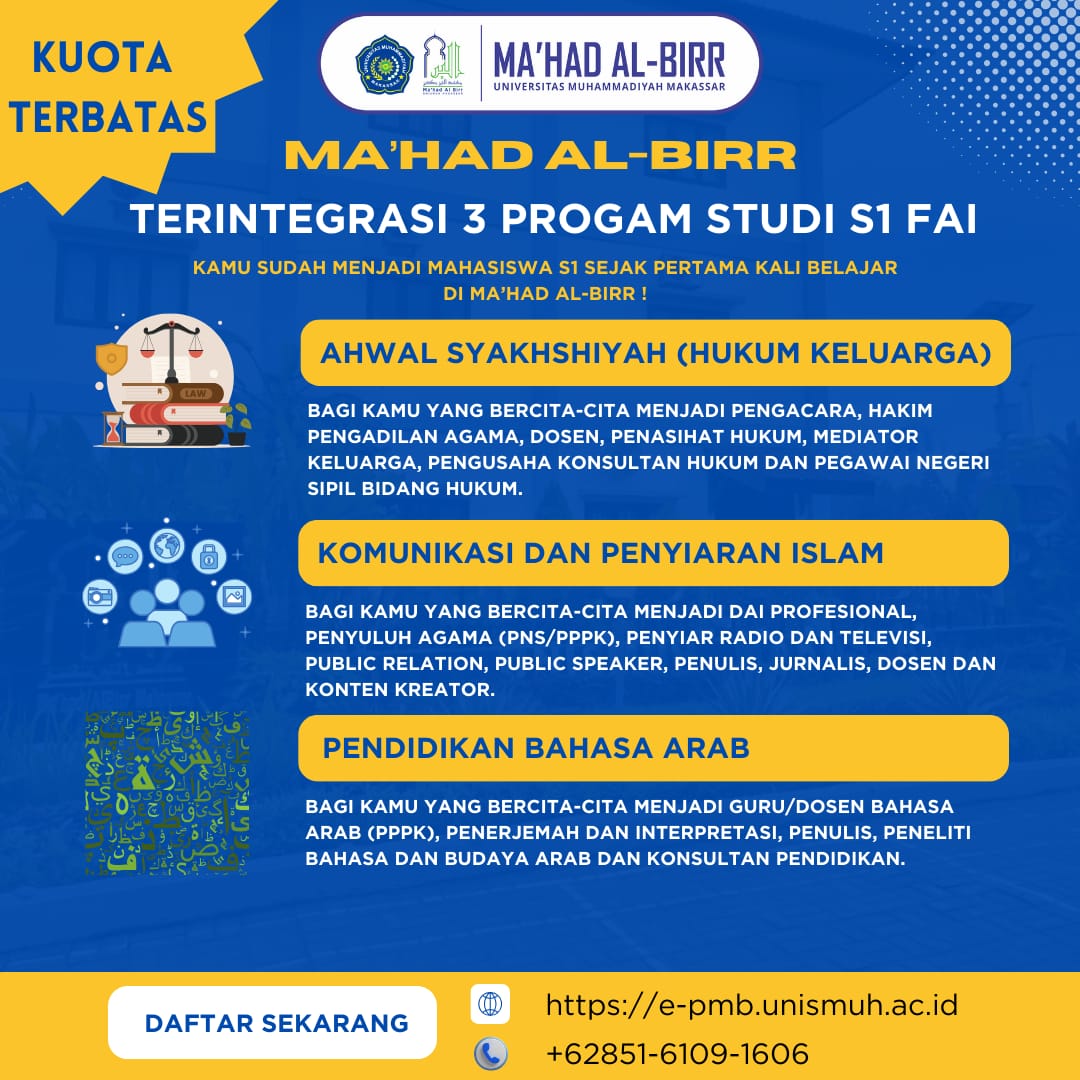 KUOTA
TERBATAS
MA'HAD AL-BIRR
UNIVERSITAS MUHAMMADIYAH MAKASSAR
Ma'had Al Birr
MA'HAD AL-BIRR
TERINTEGRASI 3 PROGAM STUDI S1 FAI
KAMU SUDAH MENJADI MAHASISWA S1 SEJAK PERTAMA KALI BELAJAR
DI MA'HAD AL-BIRR !
LAW
AHWAL SYAKHSHIYAH (HUKUM KELUARGA)
BAGI KAMU YANG BERCITA-CITA MENJADI PENGACARA, HAKIM
PENGADILAN AGAMA, DOSEN, PENASIHAT HUKUM, MEDIATOR
KELUARGA, PENGUSAHA KONSULTAN HUKUM DAN PEGAWAI NEGERI
SIPIL BIDANG HUKUM.
KOMUNIKASI DAN PENYIARAN ISLAM
BAGI KAMU YANG BERCITA-CITA MENJADI DAI PROFESIONAL,
PENYULUH AGAMA (PNS/PPPK), PENYIAR RADIO DAN TELEVISI,
PUBLIC RELATION, PUBLIC SPEAKER, PENULIS, JURNALIS, DOSEN DAN
KONTEN KREATOR.
PENDIDIKAN BAHASA ARAB
BAGI KAMU YANG BERCITA-CITA MENJADI GURU/DOSEN BAHASA
ARAB (PPPK), PENERJEMAH DAN INTERPRETASI, PENULIS, PENELITI
BAHASA DAN BUDAYA ARAB DAN KONSULTAN PENDIDIKAN.
DAFTAR SEKARANG
https://e-pmb.unismuh.ac.id
+62851-6109-1606